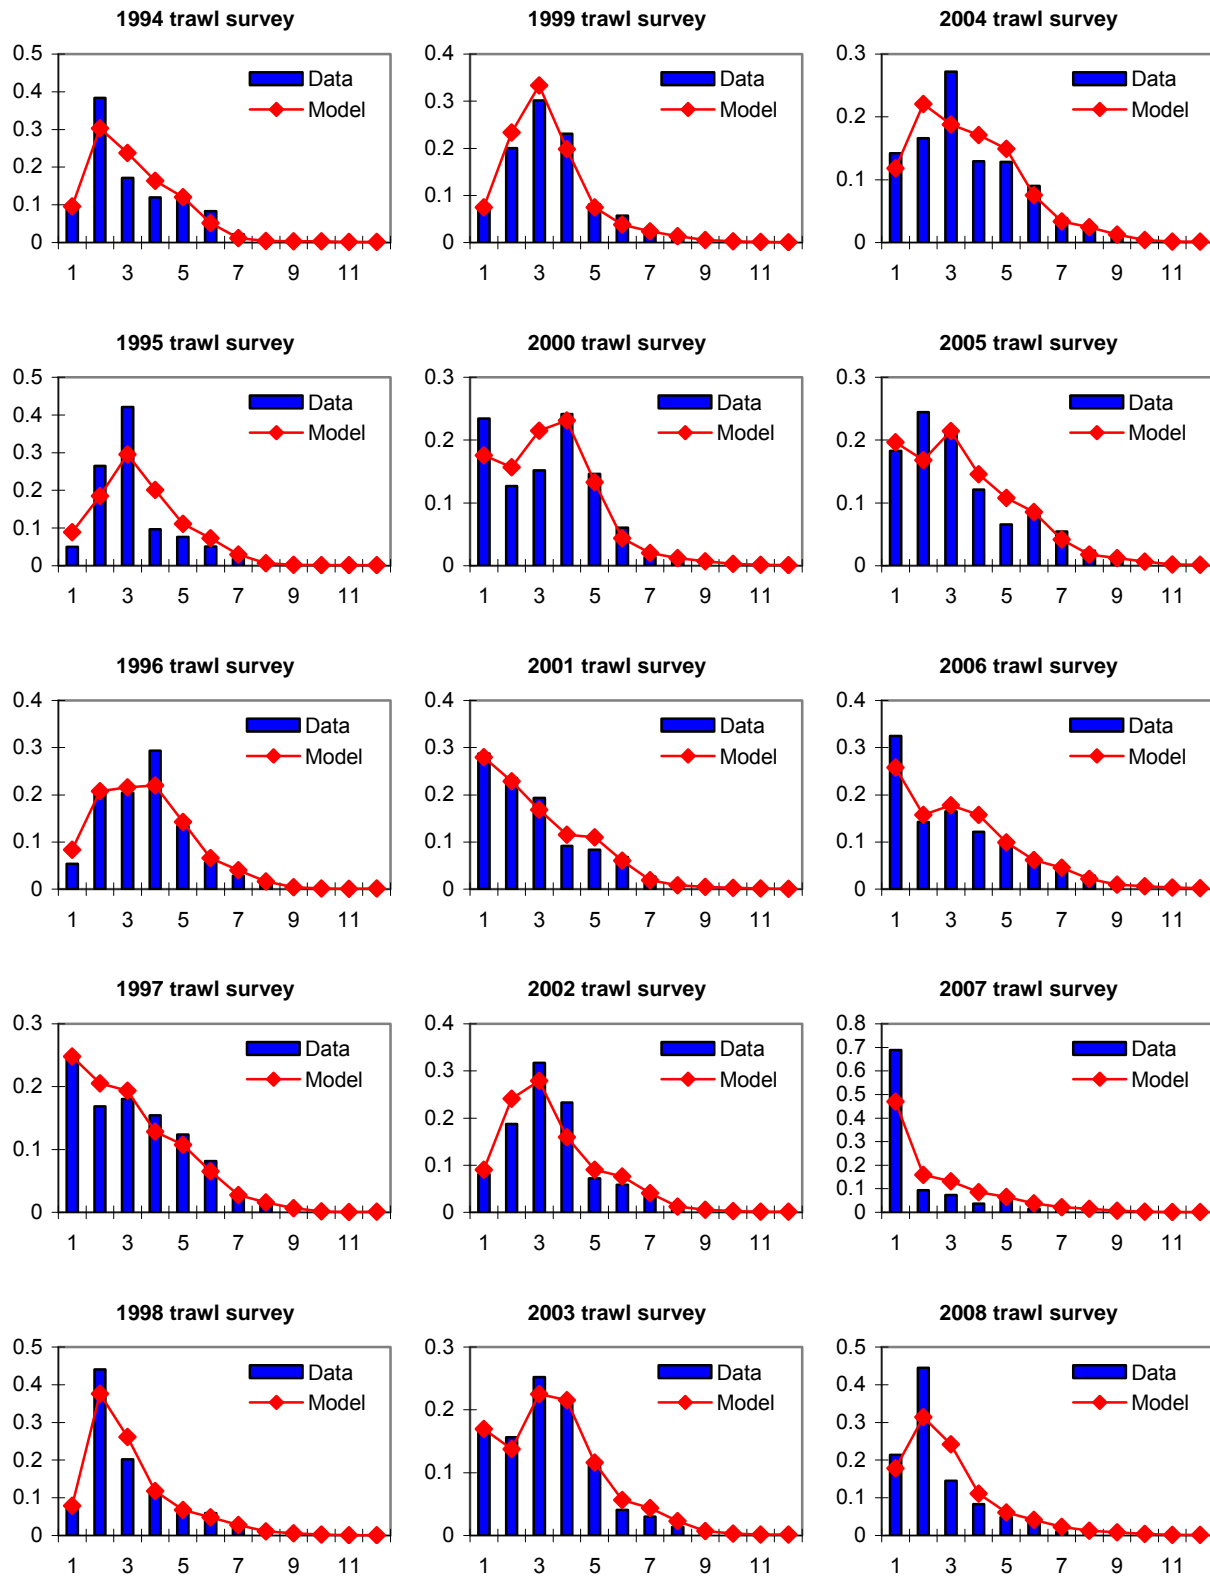 1994 trawl survey
0.5
0.4
0.3
0.2
0.1
0
Data
Model
1 3 5 7 9 11
1999 trawl survey
0.4
0.3
0.2
0.1
0
Data
Model
1 3 5 7 9 11
2004 trawl survey
0.3
0.2
0.1
0
Data
Model
1 3 5 7 9 11
1995 trawl survey
0.5
0.4
0.3
0.2
0.1
0
Data
Model
1 3 5 7 9 11
2000 trawl survey
0.3
0.2
0.1
0
Data
Model
1 3 5 7 9 11
2005 trawl survey
0.3
0.2
0.1
0
Data
Model
1 3 5 7 9 11
1996 trawl survey
0.4
0.3
0.2
0.1
0
Data
Model
1 3 5 7 9 11
2001 trawl survey
0.4
0.3
0.2
0.1
0
Data
Model
1 3 5 7 9 11
2006 trawl survey
0.4
0.3
0.2
0.1
0
Data
Model
1 3 5 7 9 11
1997 trawl survey
0.3
0.2
0.1
0
Data
Model
1 3 5 7 9 11
2002 trawl survey
0.4
0.3
0.2
0.1
0
Data
Model
1 3 5 7 9 11
2007 trawl survey
0.8
0.7
0.6
0.5
0.4
0.3
0.2
0.1
0
Data
Model
1 3 5 7 9 11
1998 trawl survey
0.5
0.4
0.3
0.2
0.1
0
Data
Model
1 3 5 7 9 11
2003 trawl survey
0.3
0.2
0.1
0
Data
Model
1 3 5 7 9 11
2008 trawl survey
0.5
0.4
0.3
0.2
0.1
0
Data
Model
1 3 5 7 9 11